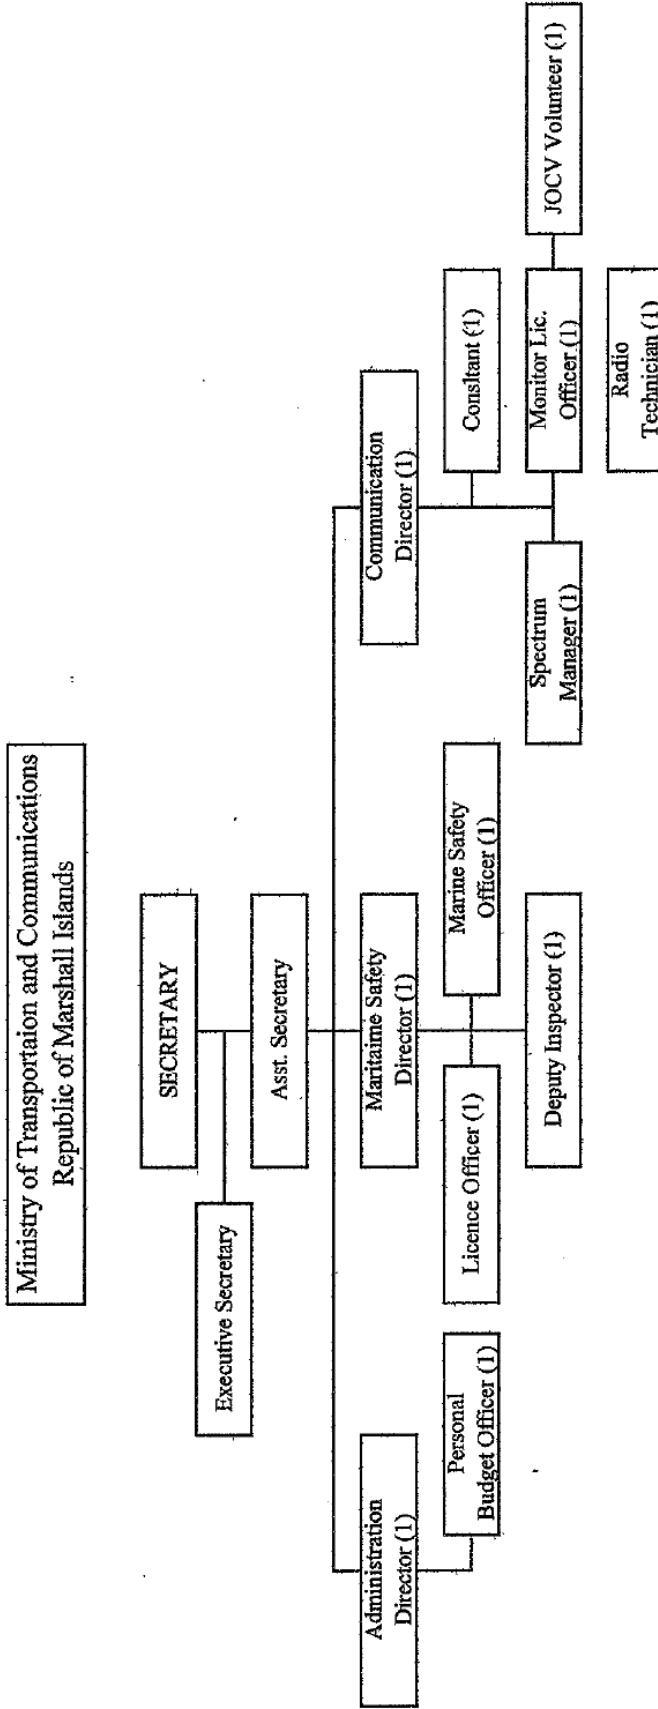 Ministry of Transportaion and Communications
Republic of Marshall Islands
SECRETARY
Executive Secretary
Asst. Secretary
Administration
Director (1)
Maritaime Safety
Director (1)
Communication
Director (1)
Personal
Budget Officer (1)
Licence Officer (1)
Marine Safety
Officer (1)
Consltant (1)
Deputy Inspector (1)
Spectrum
Manager (1)
Monitor Lic.
Officer (1)
JOCV Volunteer (1)
Radio
Technician (1)